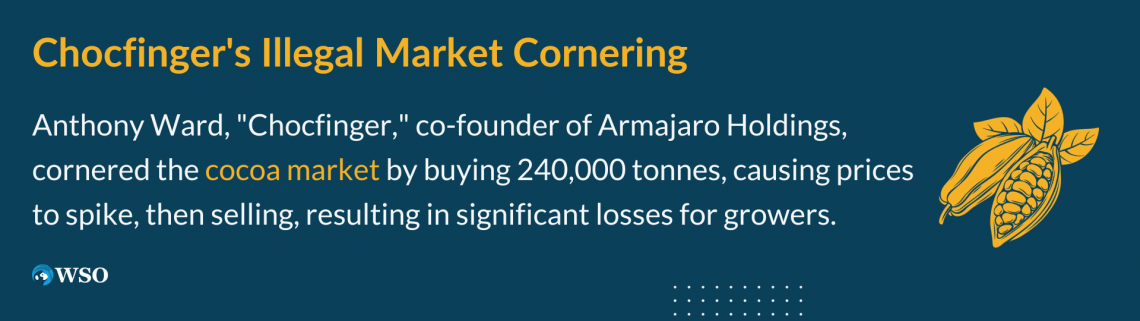 Chocfinger's Illegal Market Cornering
Anthony Ward, "Chocfinger," co-founder of Armajaro Holdings,
cornered the cocoa market by buying 240,000 tonnes, causing prices
to spike, then selling, resulting in significant losses for growers.
WSO